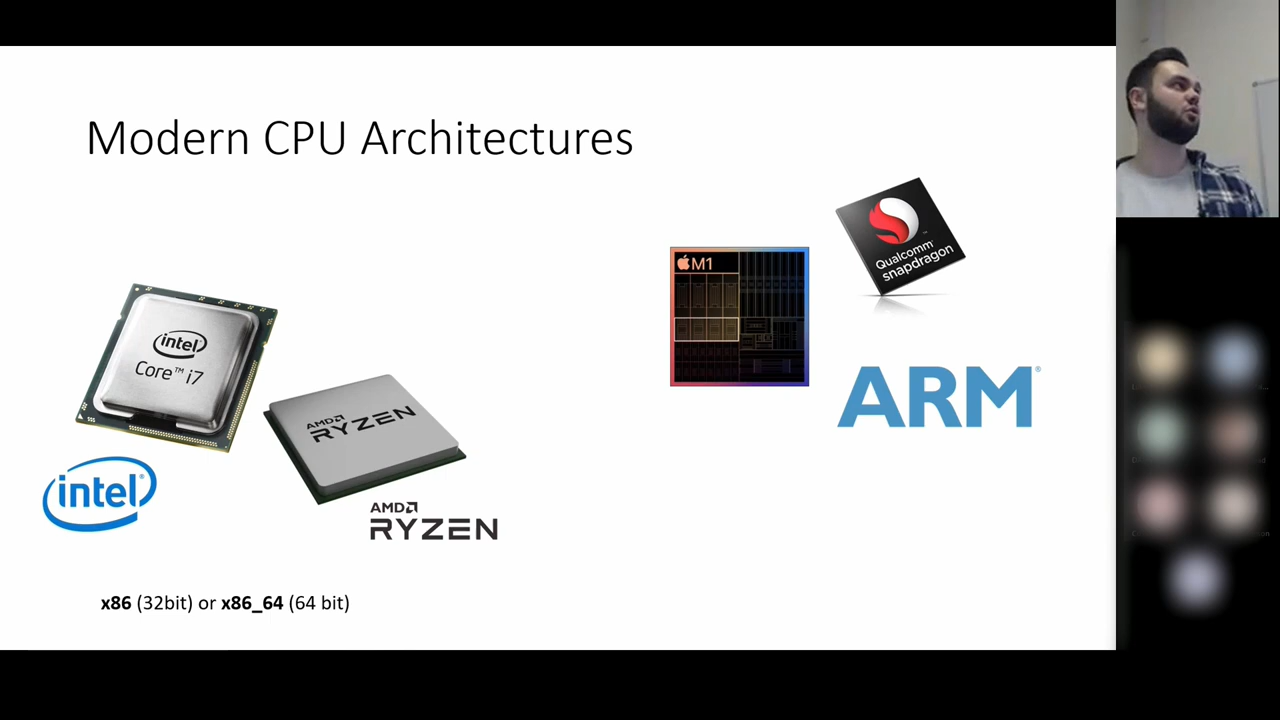 Modern CPU Architectures
Qualcomm™
snapdragon
M1
intel®
Core™ i7
ARM®
AMD
RYZEN
intel®
AMD
RYZEN
x86 (32bit) or x86_64 (64 bit)